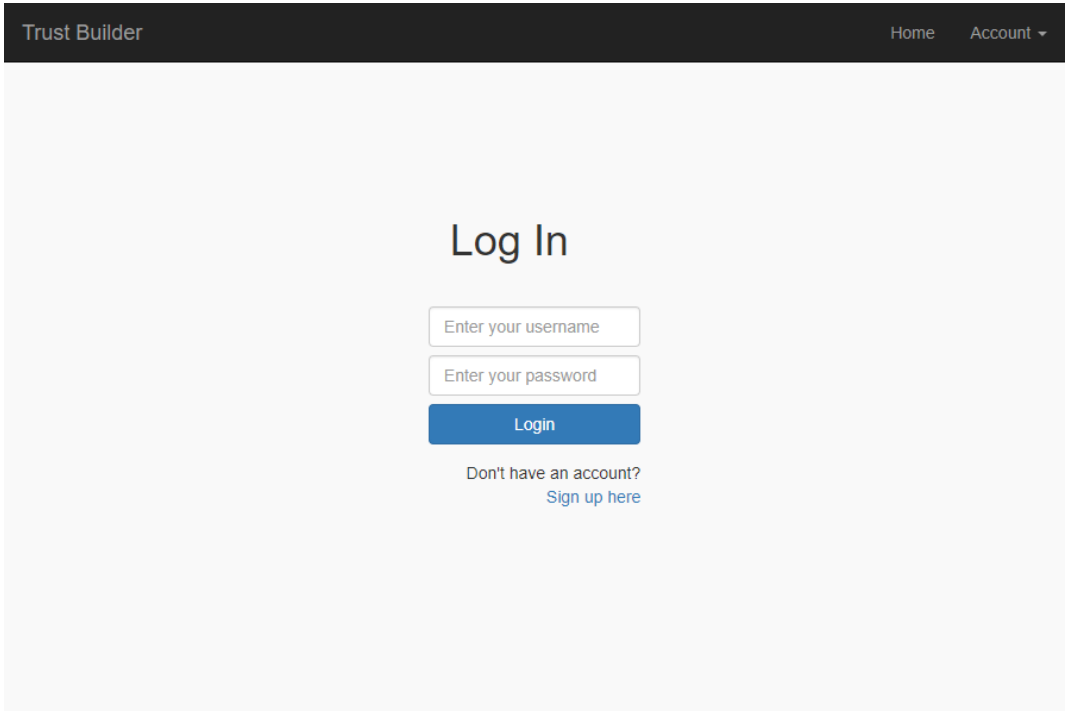 Trust Builder Home Account
Log In
Enter your username
Enter your password
Login
Don't have an account?
Sign up here